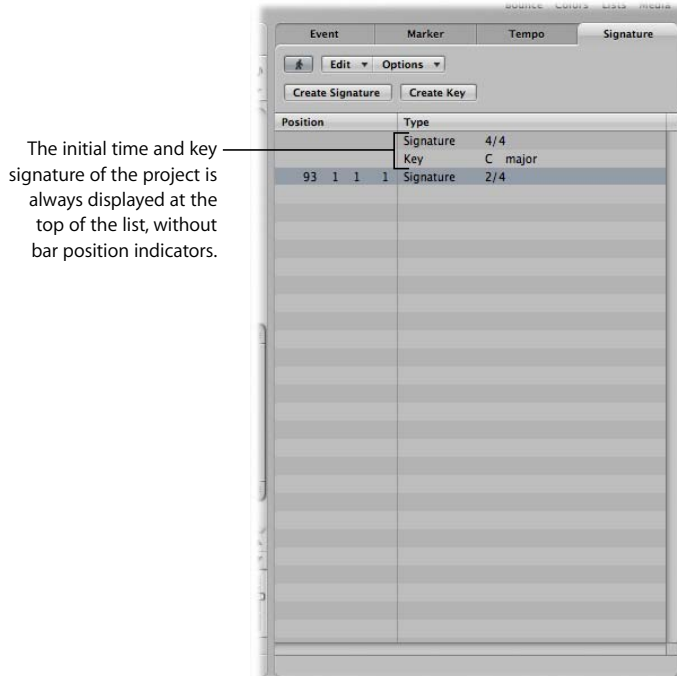 Bounce Colors Lists Media
Event Marker Tempo Signature
Edit Options
Create Signature Create Key
Position Type
Signature 4/4
Key C major
93 1 1 1 Signature 2/4
The initial time and key
signature of the project is
always displayed at the
top of the list, without
bar position indicators.